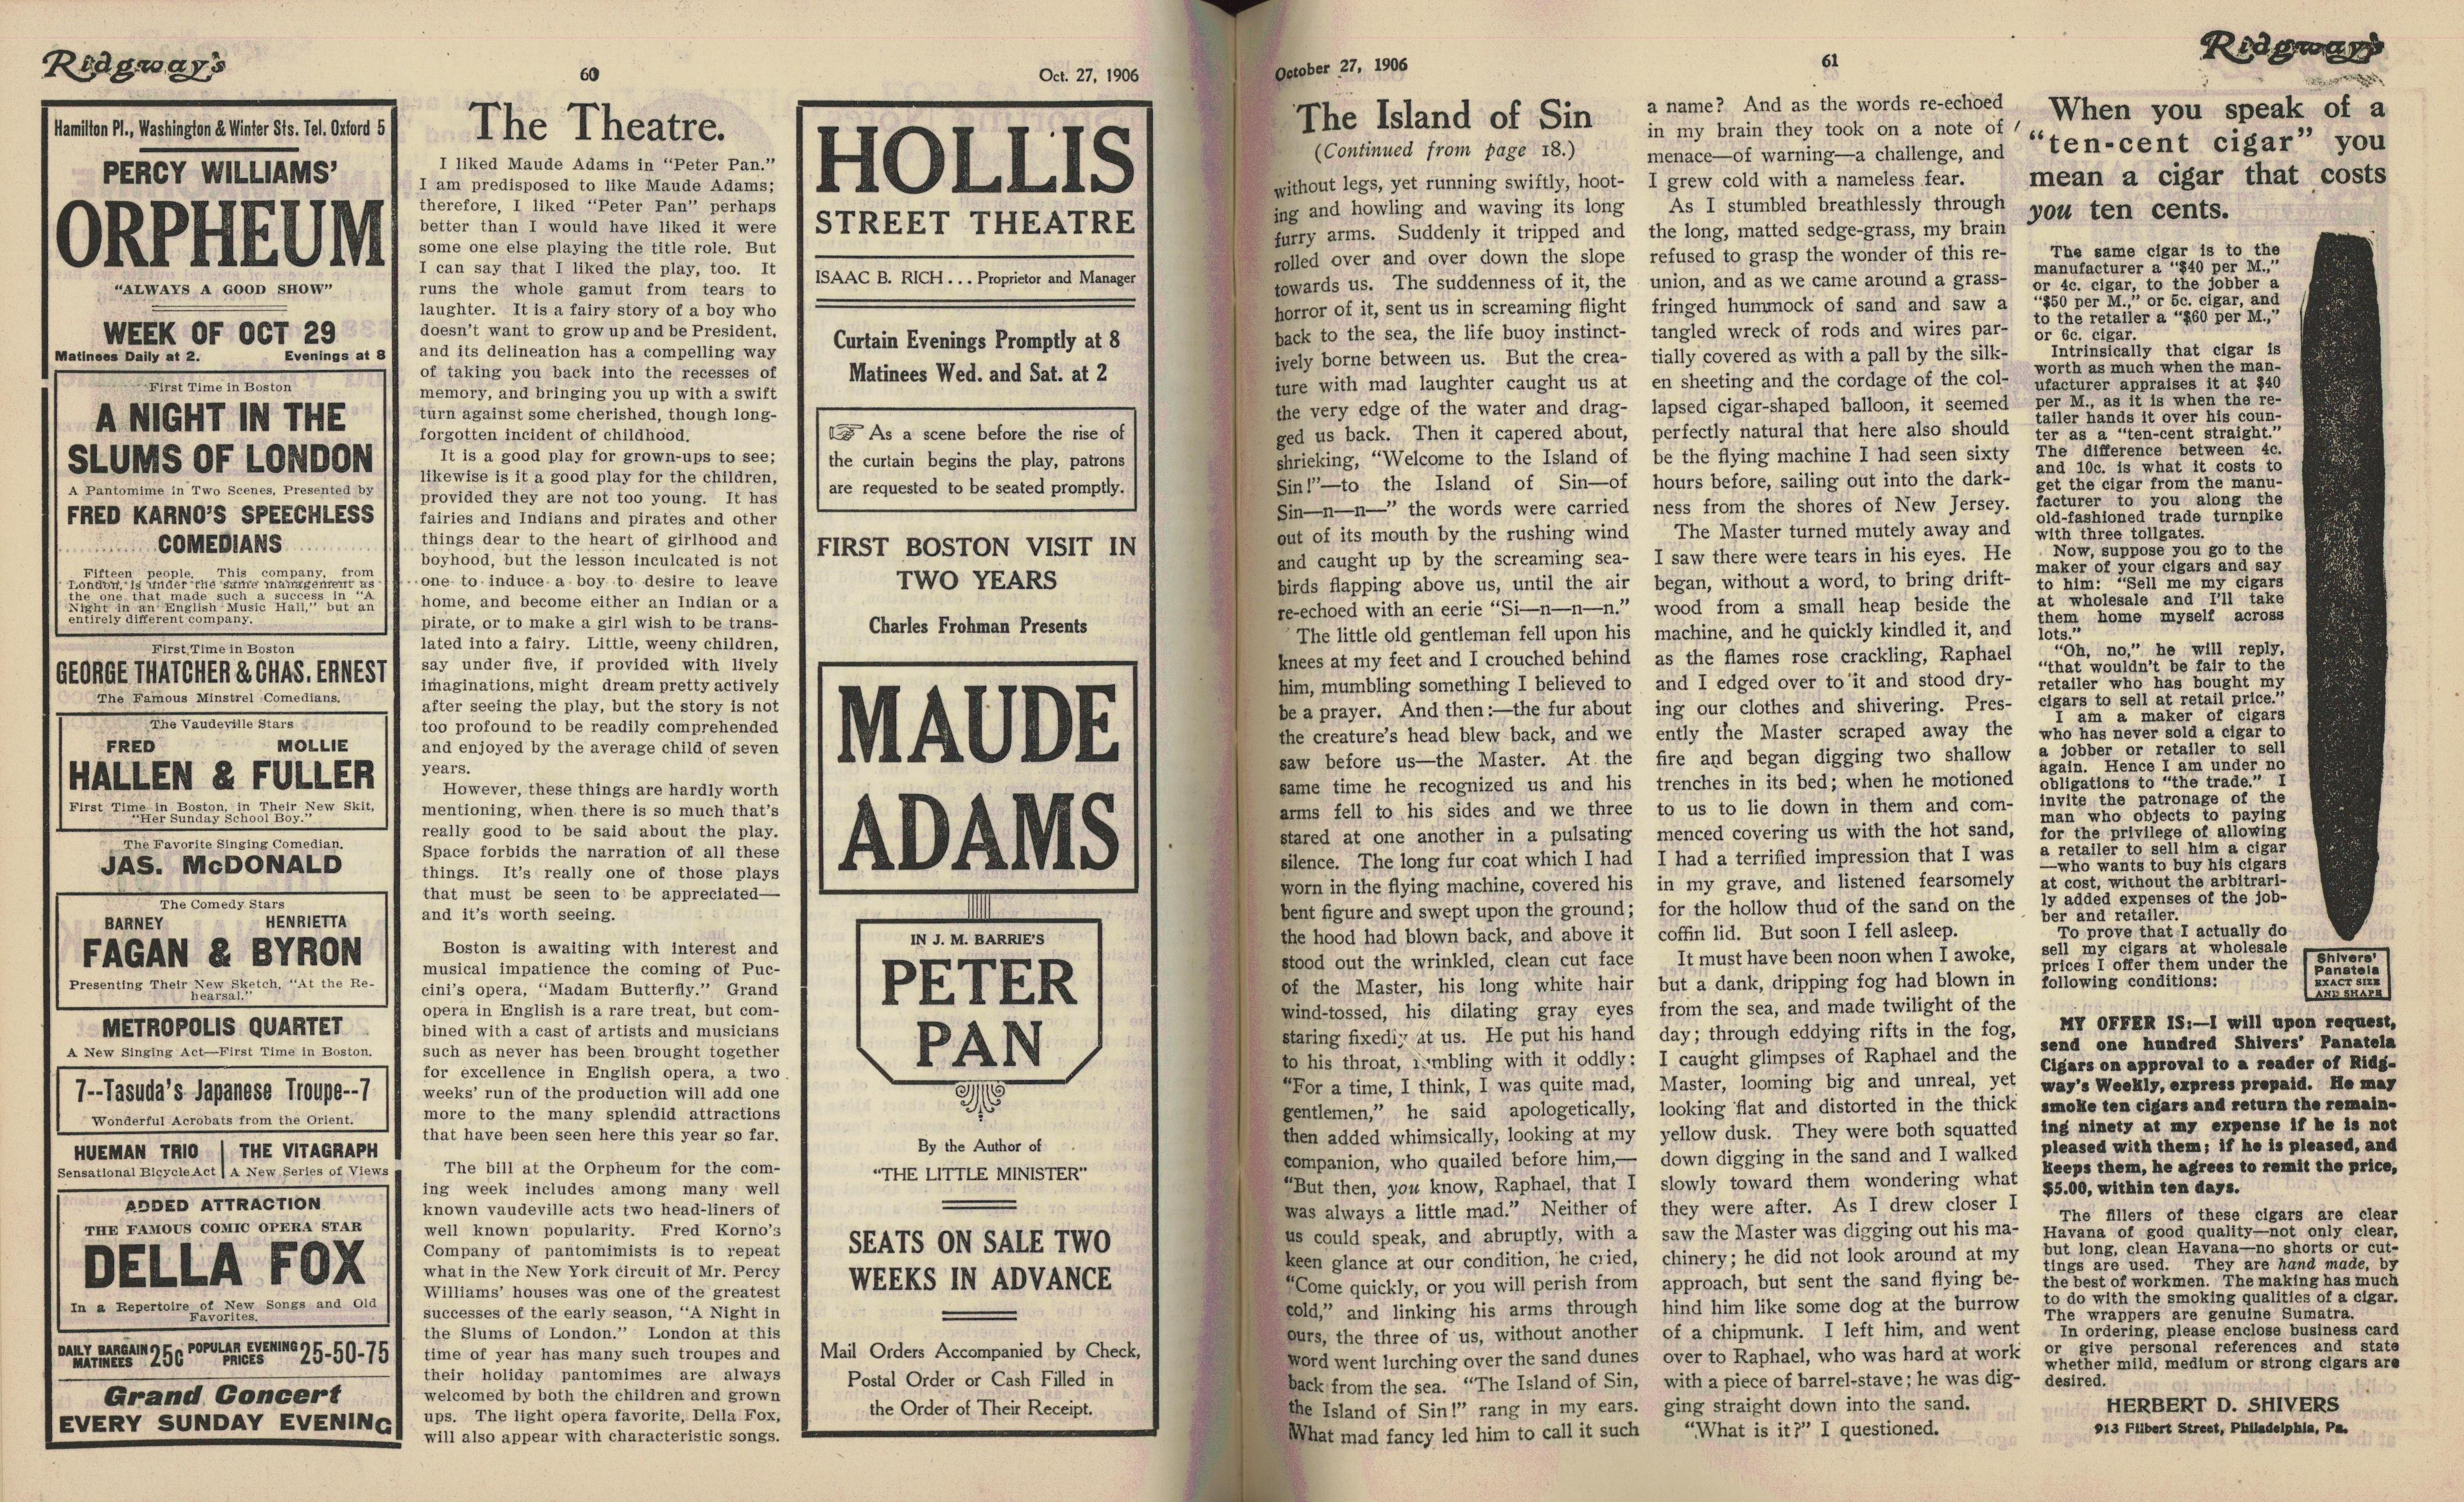 Ridgway's
60
Oct. 27, 1906
Hamilton Pl., Washington & Winter Sts. Tel. Oxford 5
PERCY WILLIAMS'
ORPHEUM
"ALWAYS A GOOD SHOW"
WEEK OF OCT 29
Matinees Daily at 2. Evenings at 8
First Time in Boston
A NIGHT IN THE
SLUMS OF LONDON
A Pantomime in Two Scenes, Presented by
FRED KARNO'S SPEECHLESS
COMEDIANS
Fifteen people. This company, from
London, is under the same management as
the one that made such a success in "A
Night in an English Music Hall," but an
entirely different company.
First Time in Boston
GEORGE THATCHER & CHAS. ERNEST
The Famous Minstrel Comedians.
The Vaudeville Stars
FRED MOLLIE
HALLEN & FULLER
First Time in Boston, in Their New Skit,
"Her Sunday School Boy."
The Favorite Singing Comedian.
JAS. McDONALD
The Comedy Stars
BARNEY HENRIETTA
FAGAN & BYRON
Presenting Their New Sketch, "At the Re-
hearsal."
METROPOLIS QUARTET
A New Singing Act—First Time in Boston.
7--Tasuda's Japanese Troupe--7
Wonderful Acrobats from the Orient.
HUEMAN TRIO
Sensational Bicycle Act
THE VITAGRAPH
A New Series of Views
ADDED ATTRACTION
THE FAMOUS COMIC OPERA STAR
DELLA FOX
In a Repertoire of New Songs and Old
Favorites.
DAILY BARGAIN MATINEES 25c POPULAR EVENING PRICES 25-50-75
Grand Concert
EVERY SUNDAY EVENING
The Theatre.
I liked Maude Adams in "Peter Pan."
I am predisposed to like Maude Adams;
therefore, I liked "Peter Pan" perhaps
better than I would have liked it were
some one else playing the title role. But
I can say that I liked the play, too. It
runs the whole gamut from tears to
laughter. It is a fairy story of a boy who
doesn't want to grow up and be President,
and its delineation has a compelling way
of taking you back into the recesses of
memory, and bringing you up with a swift
turn against some cherished, though long-
forgotten incident of childhood.
It is a good play for grown-ups to see;
likewise is it a good play for the children,
provided they are not too young. It has
fairies and Indians and pirates and other
things dear to the heart of girlhood and
boyhood, but the lesson inculcated is not
one to induce a boy to desire to leave
home, and become either an Indian or a
pirate, or to make a girl wish to be trans-
lated into a fairy. Little, weeny children,
say under five, if provided with lively
imaginations, might dream pretty actively
after seeing the play, but the story is not
too profound to be readily comprehended
and enjoyed by the average child of seven
years.
However, these things are hardly worth
mentioning, when there is so much that's
really good to be said about the play.
Space forbids the narration of all these
things. It's really one of those plays
that must be seen to be appreciated—
and it's worth seeing.
Boston is awaiting with interest and
musical impatience the coming of Puc-
cini's opera, "Madam Butterfly." Grand
opera in English is a rare treat, but com-
bined with a cast of artists and musicians
such as never has been brought together
for excellence in English opera, a two
weeks' run of the production will add one
more to the many splendid attractions
that have been seen here this year so far.
The bill at the Orpheum for the com-
ing week includes among many well
known vaudeville acts two head-liners of
well known popularity. Fred Korno's
Company of pantomimists is to repeat
what in the New York circuit of Mr. Percy
Williams' houses was one of the greatest
successes of the early season, "A Night in
the Slums of London." London at this
time of year has many such troupes and
their holiday pantomimes are always
welcomed by both the children and grown
ups. The light opera favorite, Della Fox,
will also appear with characteristic songs.
HOLLIS
STREET THEATRE
ISAAC B. RICH... Proprietor and Manager
Curtain Evenings Promptly at 8
Matinees Wed. and Sat. at 2
☞ As a scene before the rise of
the curtain begins the play, patrons
are requested to be seated promptly.
FIRST BOSTON VISIT IN
TWO YEARS
Charles Frohman Presents
MAUDE
ADAMS
IN J. M. BARRIE'S
PETER
PAN
By the Author of
"THE LITTLE MINISTER"
SEATS ON SALE TWO
WEEKS IN ADVANCE
Mail Orders Accompanied by Check,
Postal Order or Cash Filled in
the Order of Their Receipt.
October 27, 1906
61
Ridgway's
The Island of Sin
(Continued from page 18.)
without legs, yet running swiftly, hoot-
ing and howling and waving its long
furry arms. Suddenly it tripped and
rolled over and over down the slope
towards us. The suddenness of it, the
horror of it, sent us in screaming flight
back to the sea, the life buoy instinct-
ively borne between us. But the crea-
ture with mad laughter caught us at
the very edge of the water and drag-
ged us back. Then it capered about,
shrieking, "Welcome to the Island of
Sin!"—to the Island of Sin—of
Sin—n—n—" the words were carried
out of its mouth by the rushing wind
and caught up by the screaming sea-
birds flapping above us, until the air
re-echoed with an eerie "Si—n—n—n."
The little old gentleman fell upon his
knees at my feet and I crouched behind
him, mumbling something I believed to
be a prayer. And then:—the fur about
the creature's head blew back, and we
saw before us—the Master. At the
same time he recognized us and his
arms fell to his sides and we three
stared at one another in a pulsating
silence. The long fur coat which I had
worn in the flying machine, covered his
bent figure and swept upon the ground;
the hood had blown back, and above it
stood out the wrinkled, clean cut face
of the Master, his long white hair
wind-tossed, his dilating gray eyes
staring fixedly at us. He put his hand
to his throat, fumbling with it oddly:
"For a time, I think, I was quite mad,
gentlemen," he said apologetically,
then added whimsically, looking at my
companion, who quailed before him,—
"But then, you know, Raphael, that I
was always a little mad." Neither of
us could speak, and abruptly, with a
keen glance at our condition, he cried,
"Come quickly, or you will perish from
cold," and linking his arms through
ours, the three of us, without another
word went lurching over the sand dunes
back from the sea. "The Island of Sin,
the Island of Sin!" rang in my ears.
What mad fancy led him to call it such
a name? And as the words re-echoed
in my brain they took on a note of
menace—of warning—a challenge, and
I grew cold with a nameless fear.
As I stumbled breathlessly through
the long, matted sedge-grass, my brain
refused to grasp the wonder of this re-
union, and as we came around a grass-
fringed hummock of sand and saw a
tangled wreck of rods and wires par-
tially covered as with a pall by the silk-
en sheeting and the cordage of the col-
lapsed cigar-shaped balloon, it seemed
perfectly natural that here also should
be the flying machine I had seen sixty
hours before, sailing out into the dark-
ness from the shores of New Jersey.
The Master turned mutely away and
I saw there were tears in his eyes. He
began, without a word, to bring drift-
wood from a small heap beside the
machine, and he quickly kindled it, and
as the flames rose crackling, Raphael
and I edged over to it and stood dry-
ing our clothes and shivering. Pres-
ently the Master scraped away the
fire and began digging two shallow
trenches in its bed; when he motioned
to us to lie down in them and com-
menced covering us with the hot sand,
I had a terrified impression that I was
in my grave, and listened fearsomely
for the hollow thud of the sand on the
coffin lid. But soon I fell asleep.
It must have been noon when I awoke,
but a dank, dripping fog had blown in
from the sea, and made twilight of the
day; through eddying rifts in the fog,
I caught glimpses of Raphael and the
Master, looming big and unreal, yet
looking flat and distorted in the thick
yellow dusk. They were both squatted
down digging in the sand and I walked
slowly toward them wondering what
they were after. As I drew closer I
saw the Master was digging out his ma-
chinery; he did not look around at my
approach, but sent the sand flying be-
hind him like some dog at the burrow
of a chipmunk. I left him, and went
over to Raphael, who was hard at work
with a piece of barrel-stave; he was dig-
ging straight down into the sand.
"What is it?" I questioned.
When you speak of a
"ten-cent cigar" you
mean a cigar that costs
you ten cents.
The same cigar is to the
manufacturer a "$40 per M.,"
or 4c. cigar, to the jobber a
"$50 per M.," or 5c. cigar, and
to the retailer a "$60 per M.,"
or 6c. cigar.
Intrinsically that cigar is
worth as much when the man-
ufacturer appraises it at $40
per M., as it is when the re-
tailer hands it over his coun-
ter as a "ten-cent straight."
The difference between 4c.
and 10c. is what it costs to
get the cigar from the manu-
facturer to you along the
old-fashioned trade turnpike
with three tollgates.
Now, suppose you go to the
maker of your cigars and say
to him: "Sell me my cigars
at wholesale and I'll take
them home myself across
lots."
"Oh, no," he will reply,
"that wouldn't be fair to the
retailer who has bought my
cigars to sell at retail price."
I am a maker of cigars
who has never sold a cigar to
a jobber or retailer to sell
again. Hence I am under no
obligations to "the trade." I
invite the patronage of the
man who objects to paying
for the privilege of allowing
a retailer to sell him a cigar
—who wants to buy his cigars
at cost, without the arbitrari-
ly added expenses of the job-
ber and retailer.
To prove that I actually do
sell my cigars at wholesale
prices I offer them under the
following conditions:
Shivers'
Panatela
EXACT SIZE
AND SHAPE
MY OFFER IS:—I will upon request,
send one hundred Shivers' Panatela
Cigars on approval to a reader of Ridg-
way's Weekly, express prepaid. He may
smoke ten cigars and return the remain-
ing ninety at my expense if he is not
pleased with them; if he is pleased, and
keeps them, he agrees to remit the price,
$5.00, within ten days.
The fillers of these cigars are clear
Havana of good quality—not only clear,
but long, clean Havana—no shorts or cut-
tings are used. They are hand made, by
the best of workmen. The making has much
to do with the smoking qualities of a cigar.
The wrappers are genuine Sumatra.
In ordering, please enclose business card
or give personal references and state
whether mild, medium or strong cigars are
desired.
HERBERT D. SHIVERS
913 Filbert Street, Philadelphia, Pa.